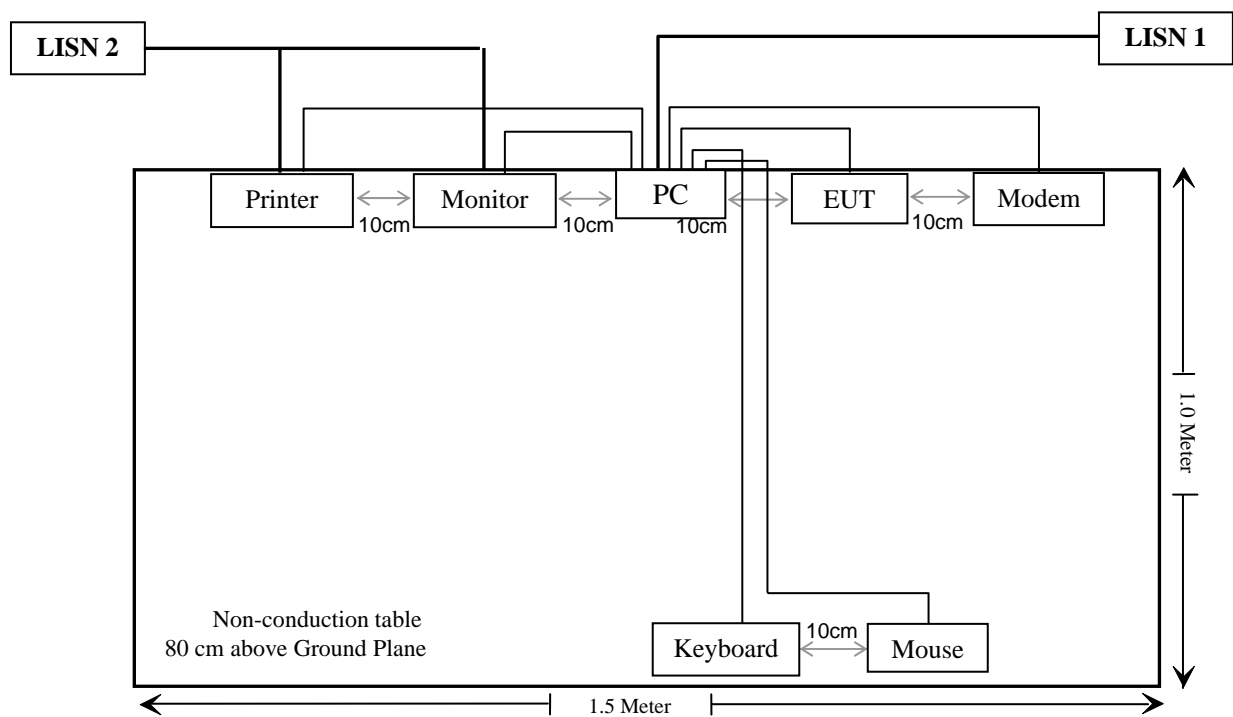 LISN 2
LISN 1
Printer
Monitor
PC
EUT
Modem
10cm
10cm
10cm
10cm
1.0 Meter
Non-conduction table
80 cm above Ground Plane
10cm
Keyboard
Mouse
1.5 Meter